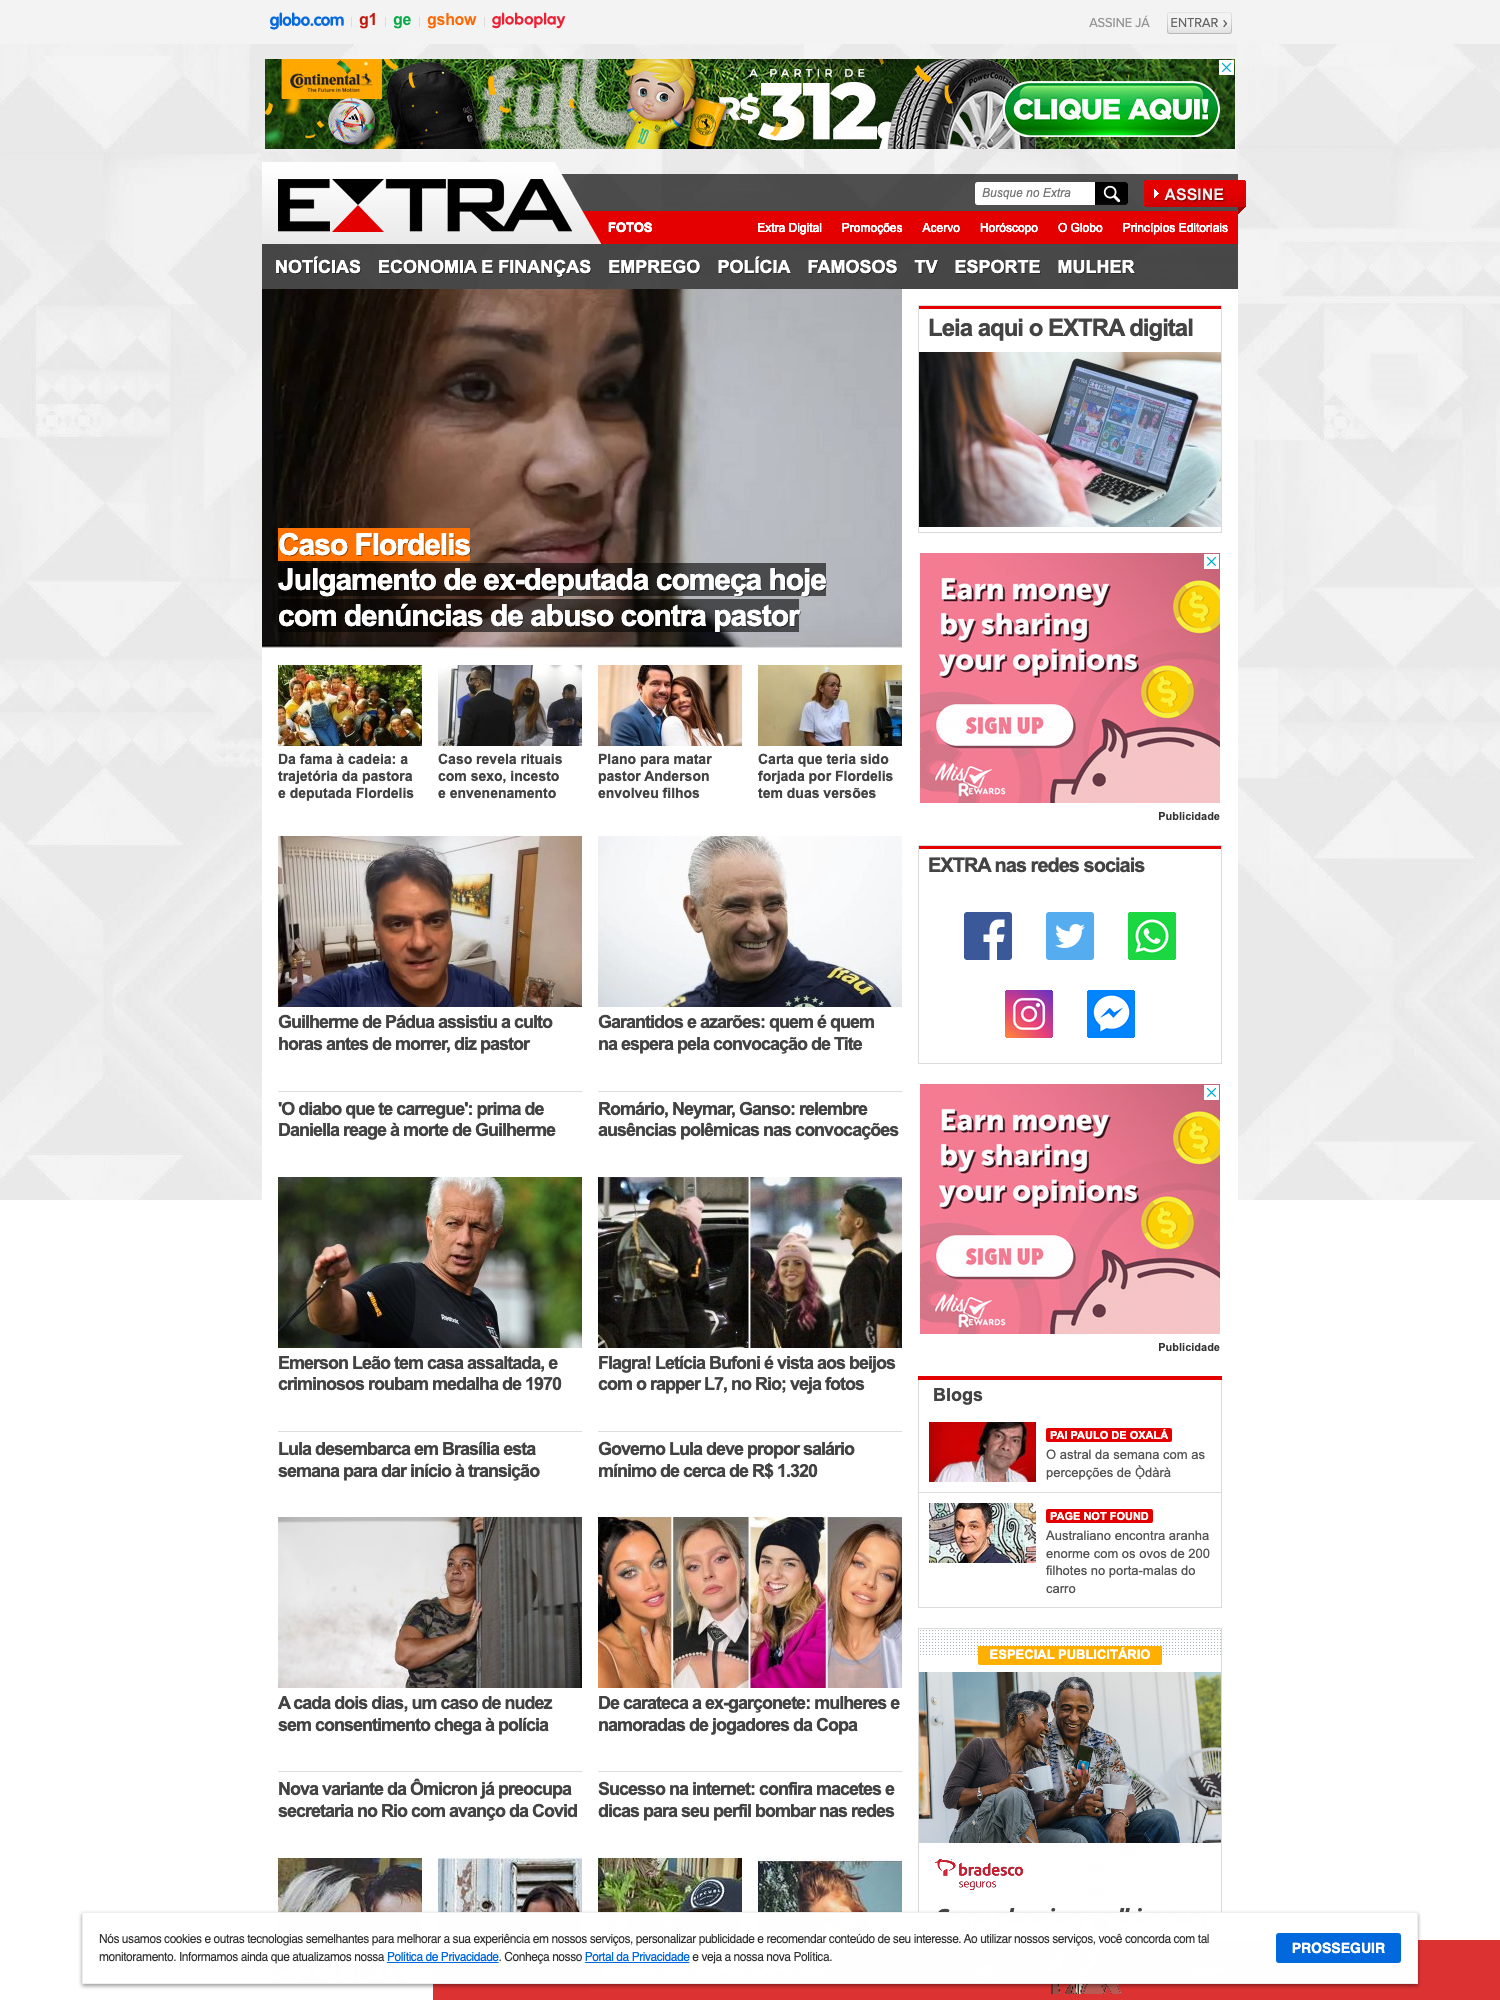 globo.com g1 ge gshow globoplay
ASSINE JÁ ENTRAR ›
Continental
The Future in Motion
full
A PARTIR DE
R$312,
PowerContact
CLIQUE AQUI!
EXTRA
Busque no Extra
ASSINE
FOTOS
Extra Digital Promoções Acervo Horóscopo O Globo Princípios Editoriais
NOTÍCIAS ECONOMIA E FINANÇAS EMPREGO POLÍCIA FAMOSOS TV ESPORTE MULHER
Caso Flordelis
Julgamento de ex-deputada começa hoje
com denúncias de abuso contra pastor
Da fama à cadeia: a
trajetória da pastora
e deputada Flordelis
Caso revela rituais
com sexo, incesto
e envenenamento
Plano para matar
pastor Anderson
envolveu filhos
Carta que teria sido
forjada por Flordelis
tem duas versões
Guilherme de Pádua assistiu a culto
horas antes de morrer, diz pastor
Itaú
Garantidos e azarões: quem é quem
na espera pela convocação de Tite
'O diabo que te carregue': prima de
Daniella reage à morte de Guilherme
Romário, Neymar, Ganso: relembre
ausências polêmicas nas convocações
Reebok
Emerson Leão tem casa assaltada, e
criminosos roubam medalha de 1970
Flagra! Letícia Bufoni é vista aos beijos
com o rapper L7, no Rio; veja fotos
Lula desembarca em Brasília esta
semana para dar início à transição
Governo Lula deve propor salário
mínimo de cerca de R$ 1.320
A cada dois dias, um caso de nudez
sem consentimento chega à polícia
De carateca a ex-garçonete: mulheres e
namoradas de jogadores da Copa
Nova variante da Ômicron já preocupa
secretaria no Rio com avanço da Covid
Sucesso na internet: confira macetes e
dicas para seu perfil bombar nas redes
RIP CURL
Leia aqui o EXTRA digital
EXTRA
Earn money
by sharing
your opinions
SIGN UP
Mis
REWARDS
Publicidade
EXTRA nas redes sociais
Earn money
by sharing
your opinions
SIGN UP
Mis
REWARDS
Publicidade
Blogs
PAI PAULO DE OXALÁ
O astral da semana com as
percepções de Ọ̀dàrà
PAGE NOT FOUND
Australiano encontra aranha
enorme com os ovos de 200
filhotes no porta-malas do
carro
ESPECIAL PUBLICITÁRIO
bradesco
seguros
Nós usamos cookies e outras tecnologias semelhantes para melhorar a sua experiência em nossos serviços, personalizar publicidade e recomendar conteúdo de seu interesse. Ao utilizar nossos serviços, você concorda com tal
monitoramento. Informamos ainda que atualizamos nossa Política de Privacidade. Conheça nosso Portal da Privacidade e veja a nossa nova Política.
PROSSEGUIR